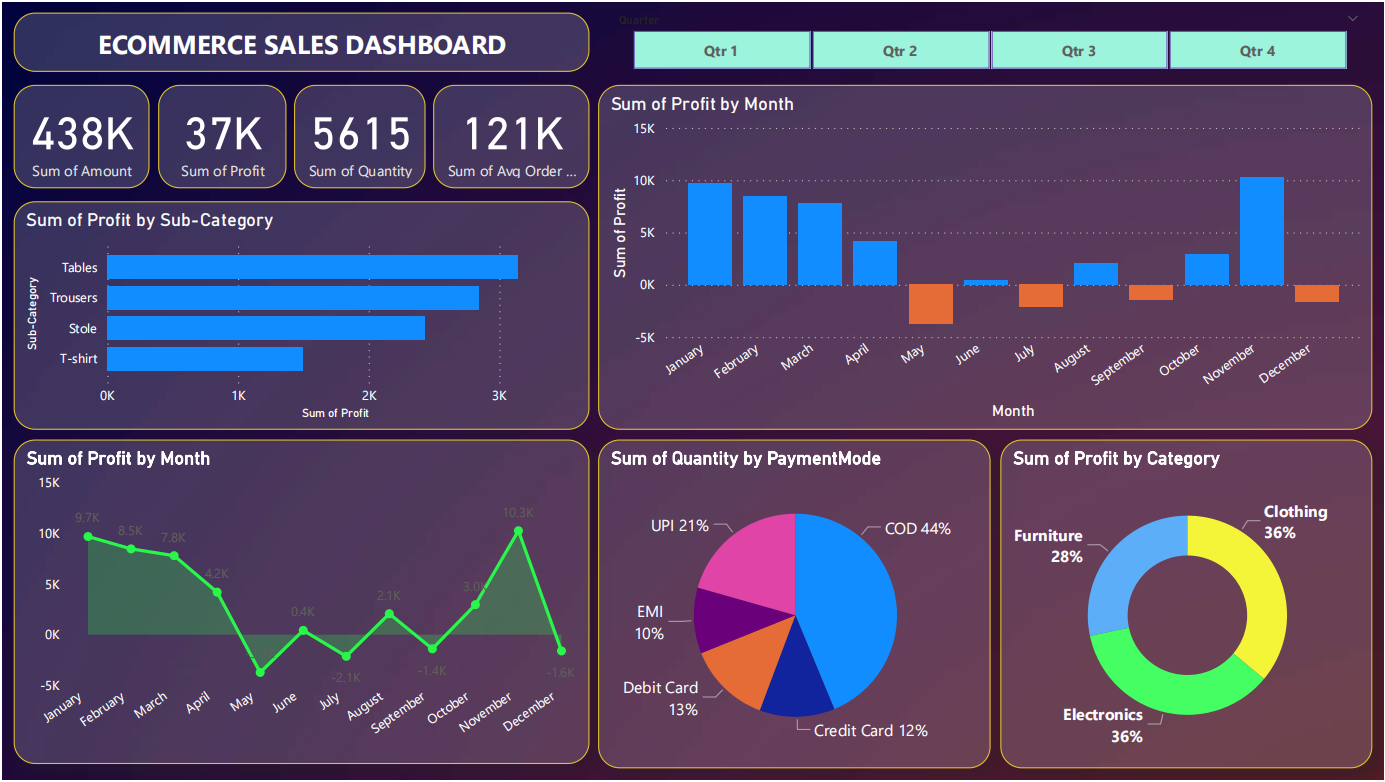 ECOMMERCE SALES DASHBOARD
Quarter
Qtr 1
Qtr 2
Qtr 3
Qtr 4
438K
Sum of Amount
37K
Sum of Profit
5615
Sum of Quantity
121K
Sum of Avg Order ...
Sum of Profit by Sub-Category
Sub-Category
Tables
Trousers
Stole
T-shirt
0K
1K
2K
3K
Sum of Profit
Sum of Profit by Month
Sum of Profit
15K
10K
5K
0K
-5K
January
February
March
April
May
June
July
August
September
October
November
December
Month
Sum of Profit by Month
15K
10K
5K
0K
-5K
9.7K
8.5K
7.8K
4.2K
0.4K
-2.1K
2.1K
-1.4K
3.0K
10.3K
-1.6K
January
February
March
April
May
June
July
August
September
October
November
December
Sum of Quantity by PaymentMode
UPI 21%
COD 44%
EMI
10%
Debit Card
13%
Credit Card 12%
Sum of Profit by Category
Clothing
36%
Furniture
28%
Electronics
36%